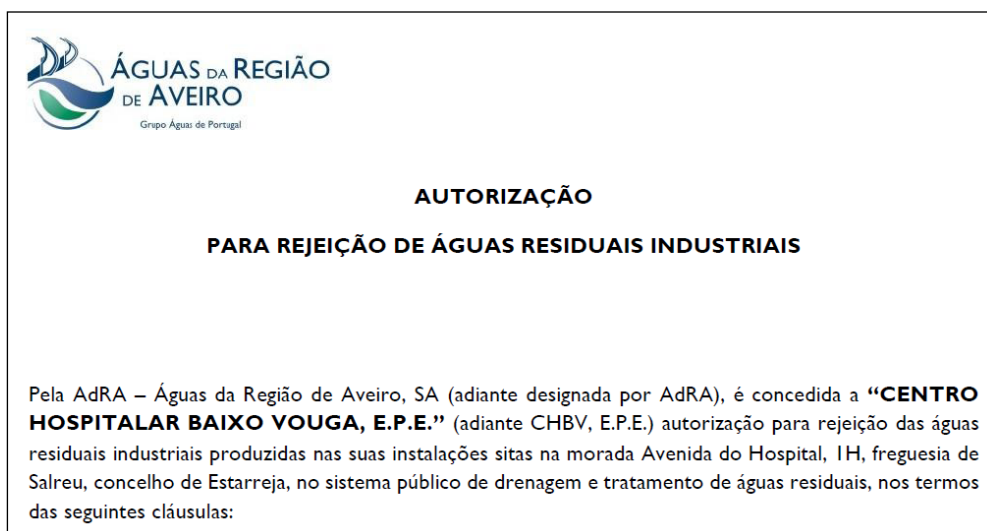 ÁGUAS DA REGIÃO
DE AVEIRO
Grupo Águas de Portugal
AUTORIZAÇÃO
PARA REJEIÇÃO DE ÁGUAS RESIDUAIS INDUSTRIAIS
Pela AdRA – Águas da Região de Aveiro, SA (adiante designada por AdRA), é concedida a “CENTRO
HOSPITALAR BAIXO VOUGA, E.P.E.” (adiante CHBV, E.P.E.) autorização para rejeição das águas
residuais industriais produzidas nas suas instalações sitas na morada Avenida do Hospital, 1H, freguesia de
Salreu, concelho de Estarreja, no sistema público de drenagem e tratamento de águas residuais, nos termos
das seguintes cláusulas: